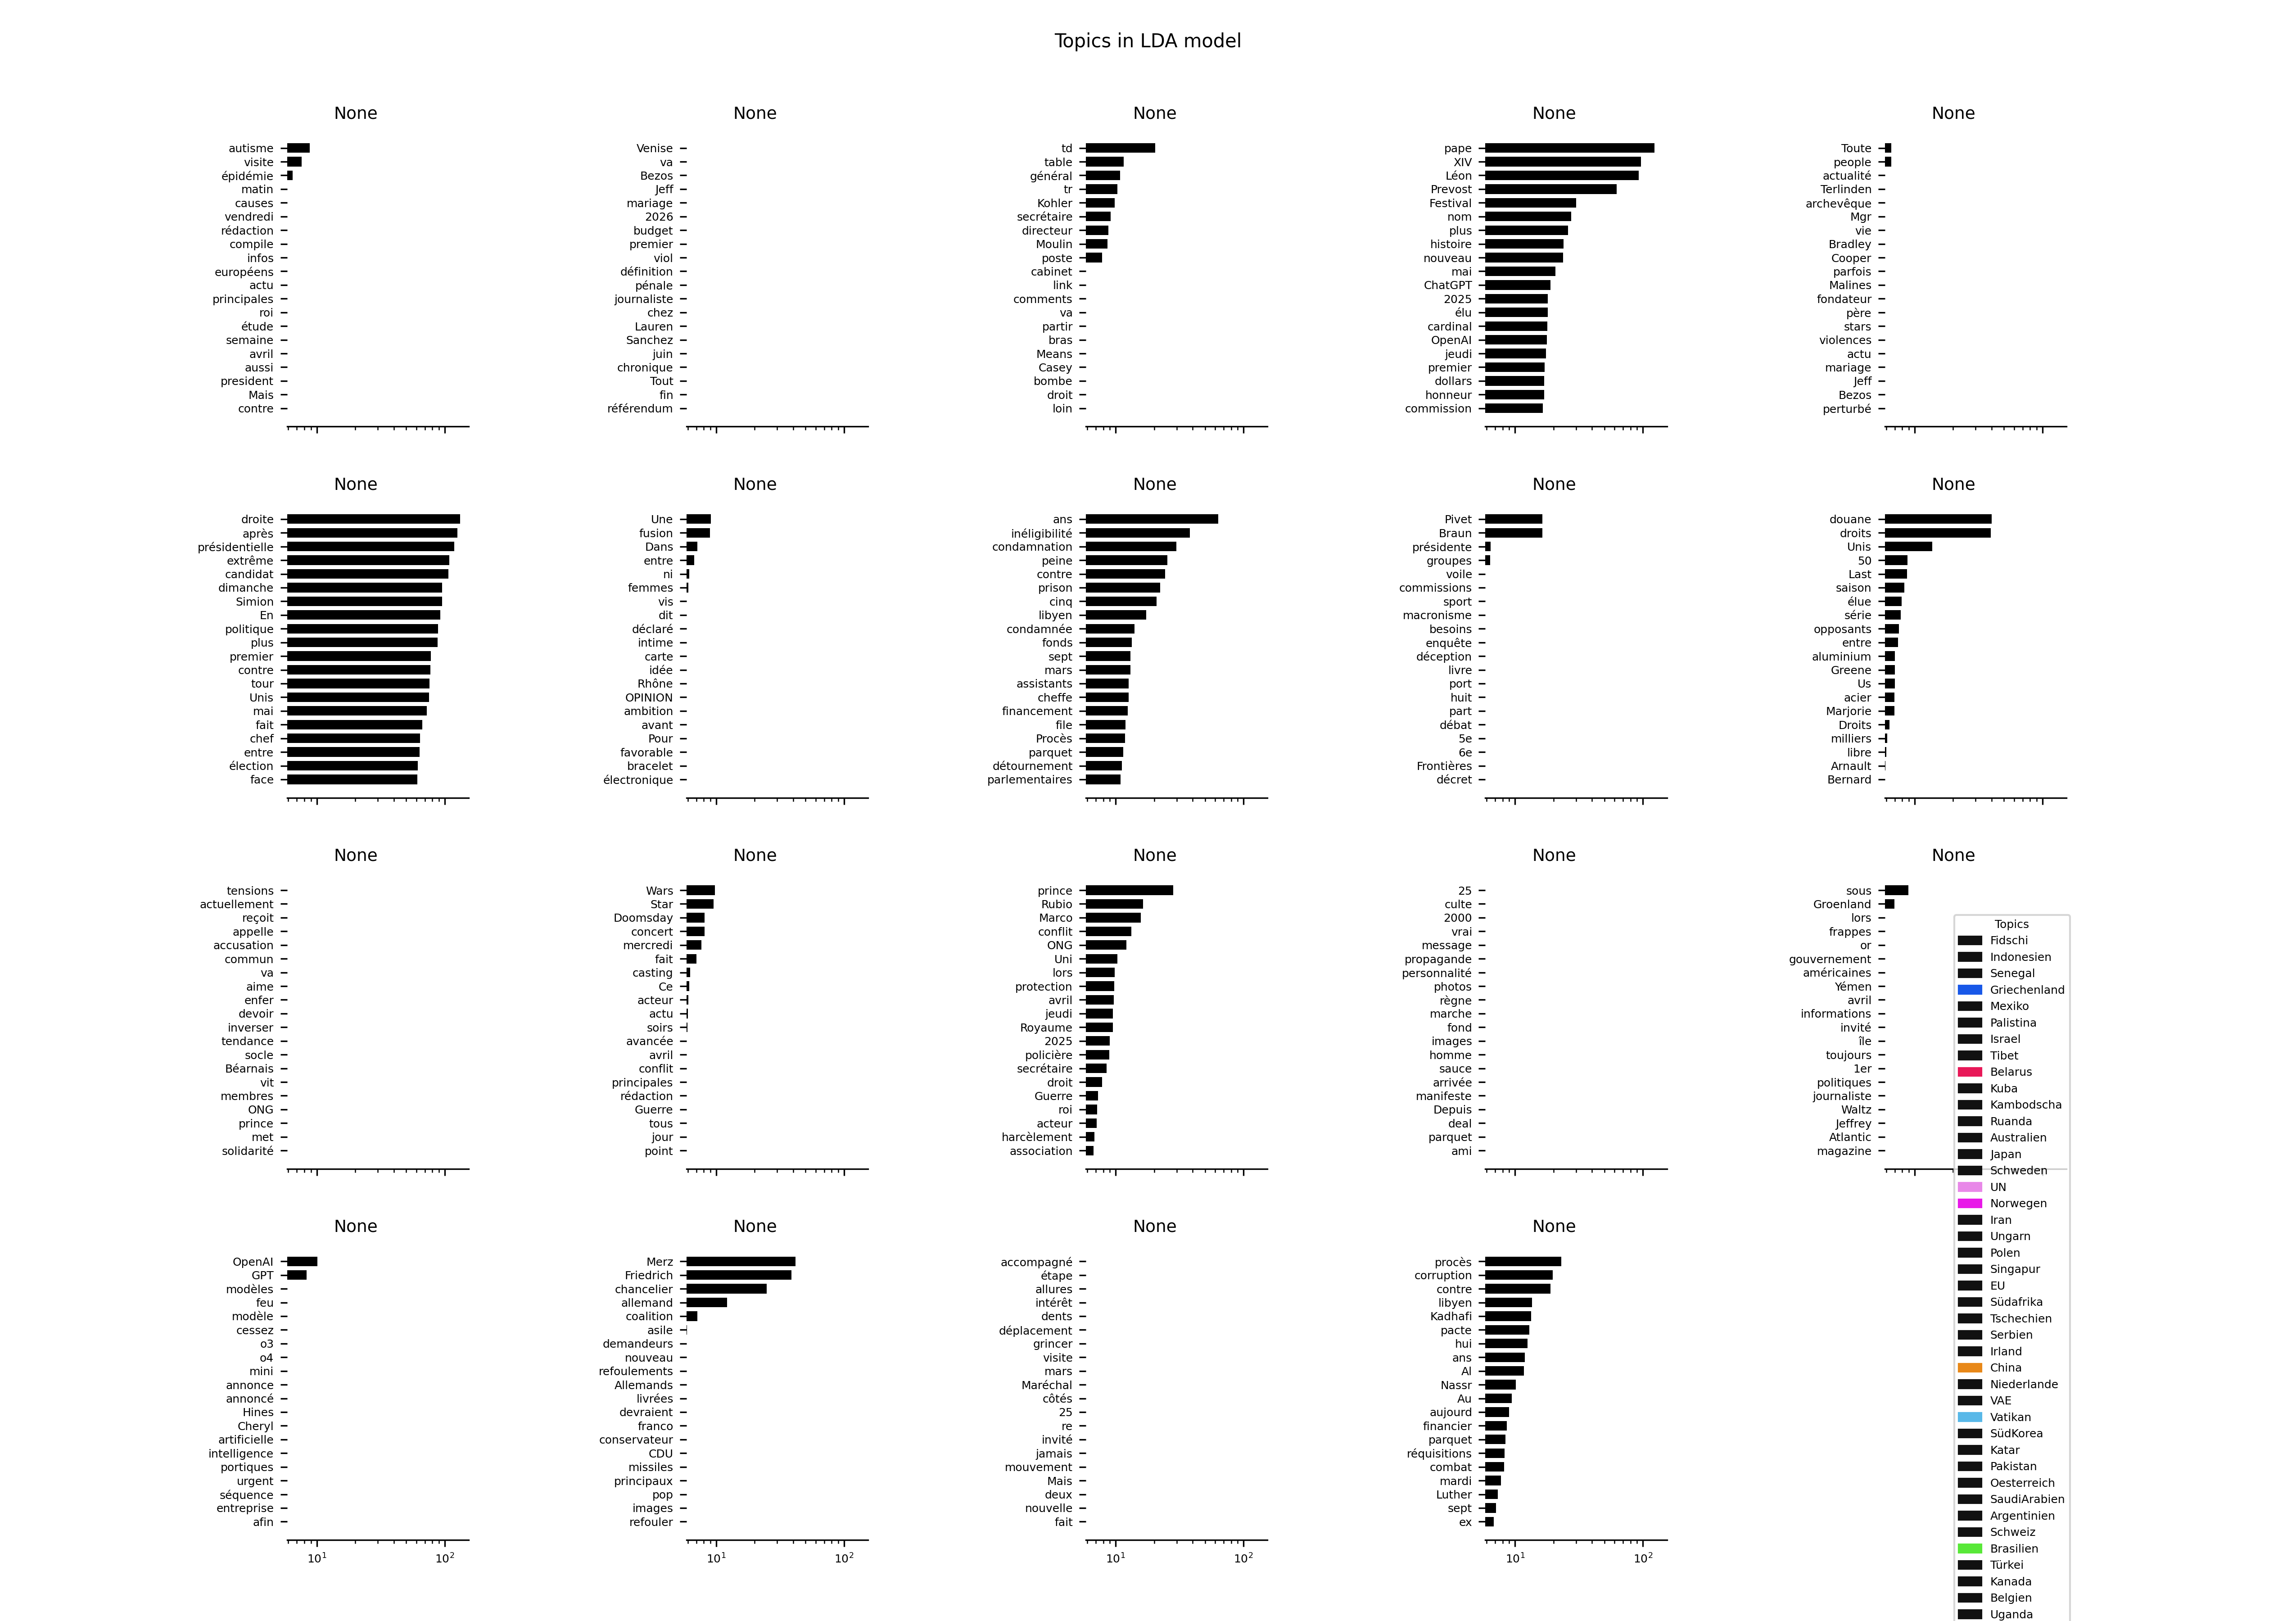 Topics in LDA model
None
autisme
visite
épidémie
matin
causes
vendredi
rédaction
compile
infos
européens
actu
principales
roi
étude
semaine
avril
aussi
president
Mais
contre
None
Venise
va
Bezos
Jeff
mariage
2026
budget
premier
viol
définition
pénale
journaliste
chez
Lauren
Sanchez
juin
chronique
Tout
fin
référendum
None
td
table
général
tr
Kohler
secrétaire
directeur
Moulin
poste
cabinet
link
comments
va
partir
bras
Means
Casey
bombe
droit
loin
None
pape
XIV
Léon
Prevost
Festival
nom
plus
histoire
nouveau
mai
ChatGPT
2025
élu
cardinal
OpenAI
jeudi
premier
dollars
honneur
commission
None
Toute
people
actualité
Terlinden
archevêque
Mgr
vie
Bradley
Cooper
parfois
Malines
fondateur
père
stars
violences
actu
mariage
Jeff
Bezos
perturbé
None
droite
après
présidentielle
extrême
candidat
dimanche
Simion
En
politique
plus
premier
contre
tour
Unis
mai
fait
chef
entre
élection
face
None
Une
fusion
Dans
entre
ni
femmes
vis
dit
déclaré
intime
carte
idée
Rhône
OPINION
ambition
avant
Pour
favorable
bracelet
électronique
None
ans
inéligibilité
condamnation
peine
contre
prison
cinq
libyen
condamnée
fonds
sept
mars
assistants
cheffe
financement
file
Procès
parquet
détournement
parlementaires
None
Pivet
Braun
présidente
groupes
voile
commissions
sport
macronisme
besoins
enquête
déception
livre
port
huit
part
débat
5e
6e
Frontières
décret
None
douane
droits
Unis
50
Last
saison
élue
série
opposants
entre
aluminium
Greene
Us
acier
Marjorie
Droits
milliers
libre
Arnault
Bernard
None
tensions
actuellement
reçoit
appelle
accusation
commun
va
aime
enfer
devoir
inverser
tendance
socle
Béarnais
vit
membres
ONG
prince
met
solidarité
None
Wars
Star
Doomsday
concert
mercredi
fait
casting
Ce
acteur
actu
soirs
avancée
avril
conflit
principales
rédaction
Guerre
tous
jour
point
None
prince
Rubio
Marco
conflit
ONG
Uni
lors
protection
avril
jeudi
Royaume
2025
policière
secrétaire
droit
Guerre
roi
acteur
harcèlement
association
None
25
culte
2000
vrai
message
propagande
personnalité
photos
règne
marche
fond
images
homme
sauce
arrivée
manifeste
Depuis
deal
parquet
ami
None
sous
Groenland
lors
frappes
or
gouvernement
américaines
Yémen
avril
informations
invité
île
toujours
1er
politiques
journaliste
Waltz
Jeffrey
Atlantic
magazine
None
OpenAI
GPT
modèles
feu
modèle
cessez
o3
o4
mini
annonce
annoncé
Hines
Cheryl
artificielle
intelligence
portiques
urgent
séquence
entreprise
afin
10¹ 10²
None
Merz
Friedrich
chancelier
allemand
coalition
asile
demandeurs
nouveau
refoulements
Allemands
livrées
devraient
franco
conservateur
CDU
missiles
principaux
pop
images
refouler
10¹ 10²
None
accompagné
étape
allures
intérêt
dents
déplacement
grincer
visite
mars
Maréchal
côtés
25
re
invité
jamais
mouvement
Mais
deux
nouvelle
fait
10¹ 10²
None
procès
corruption
contre
libyen
Kadhafi
pacte
hui
ans
Al
Nassr
Au
aujourd
financier
parquet
réquisitions
combat
mardi
Luther
sept
ex
10¹ 10²
Topics
Fidschi
Indonesien
Senegal
Griechenland
Mexiko
Palistina
Israel
Tibet
Belarus
Kuba
Kambodscha
Ruanda
Australien
Japan
Schweden
UN
Norwegen
Iran
Ungarn
Polen
Singapur
EU
Südafrika
Tschechien
Serbien
Irland
China
Niederlande
VAE
Vatikan
SüdKorea
Katar
Pakistan
Oesterreich
SaudiArabien
Argentinien
Schweiz
Brasilien
Türkei
Kanada
Belgien
Uganda